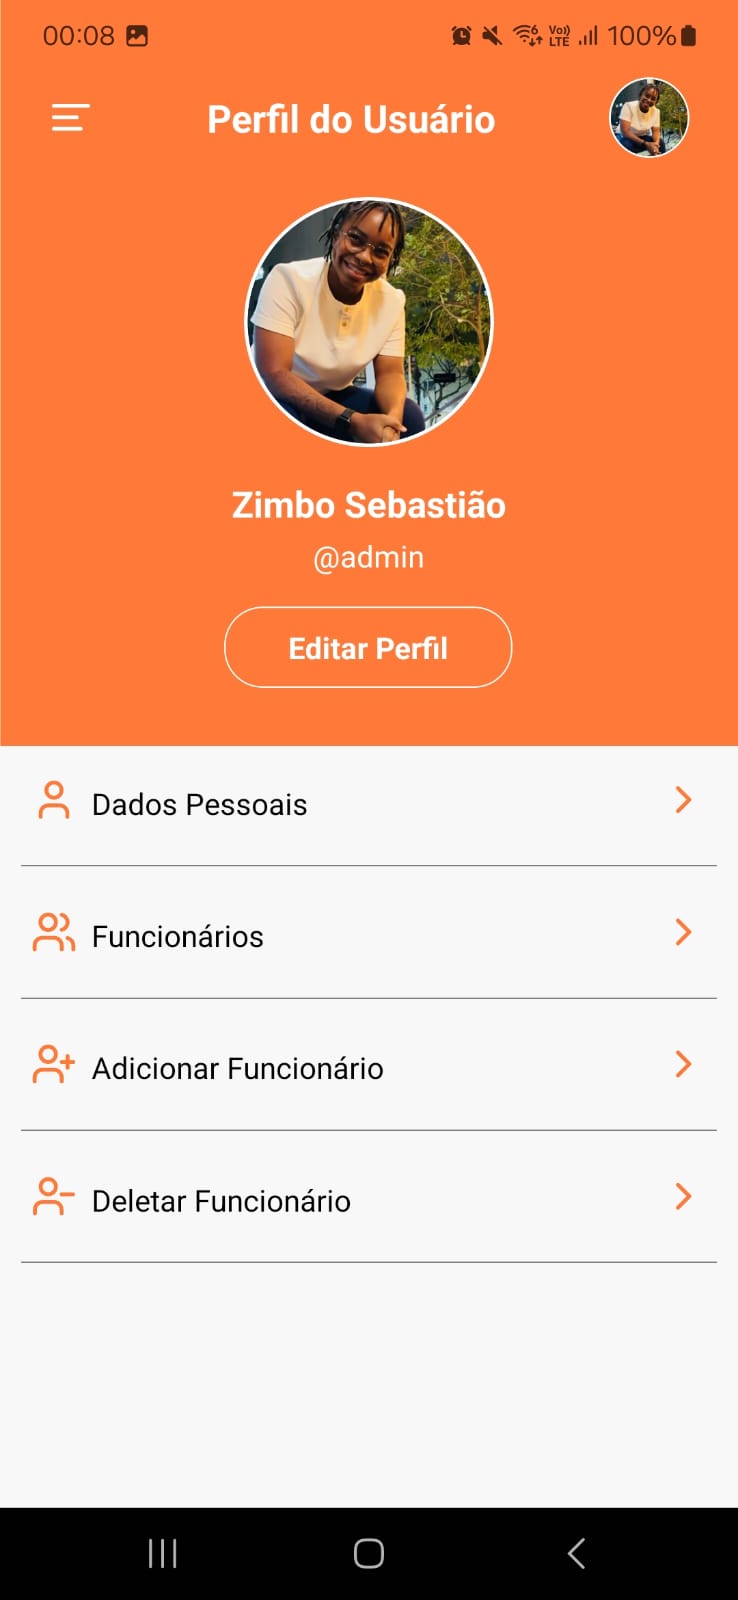 00:08
Vo))
LTE
100%
Perfil do Usuário
Zimbo Sebastião
@admin
Editar Perfil
Dados Pessoais
Funcionários
Adicionar Funcionário
Deletar Funcionário